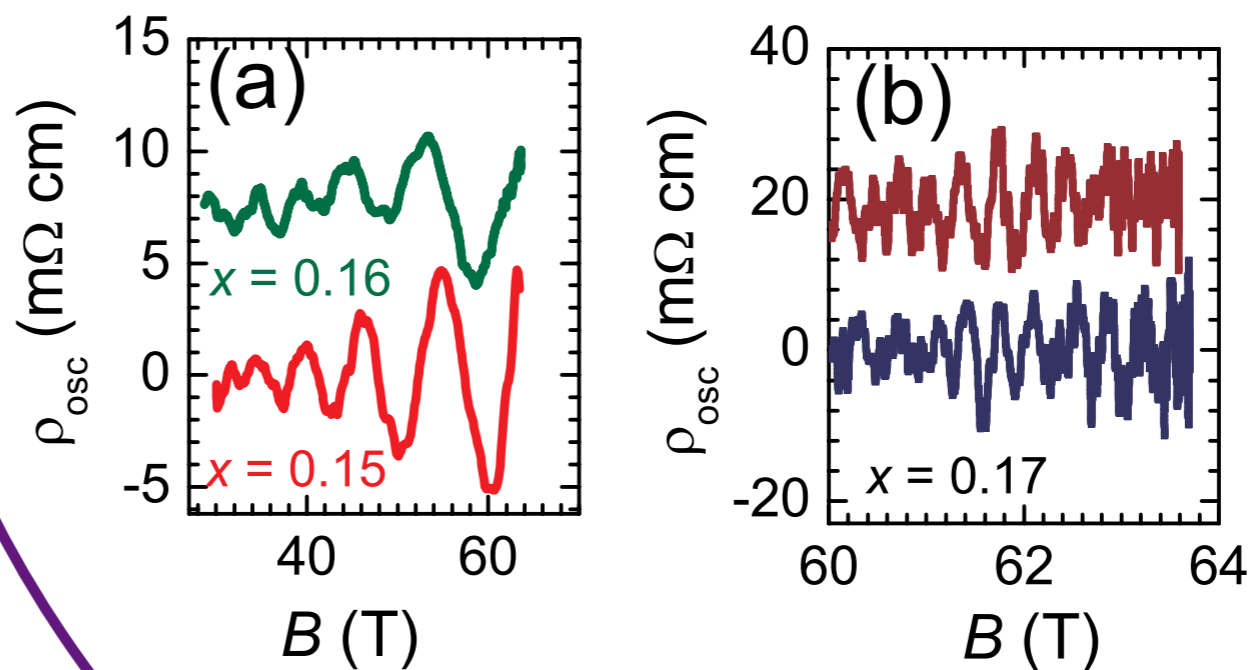 (a)
15
10
5
0
-5
x = 0.16
x = 0.15
40 60
B (T)
ρosc (mΩ cm)
(b)
40
20
0
-20
x = 0.17
60 62 64
B (T)
ρosc (mΩ cm)